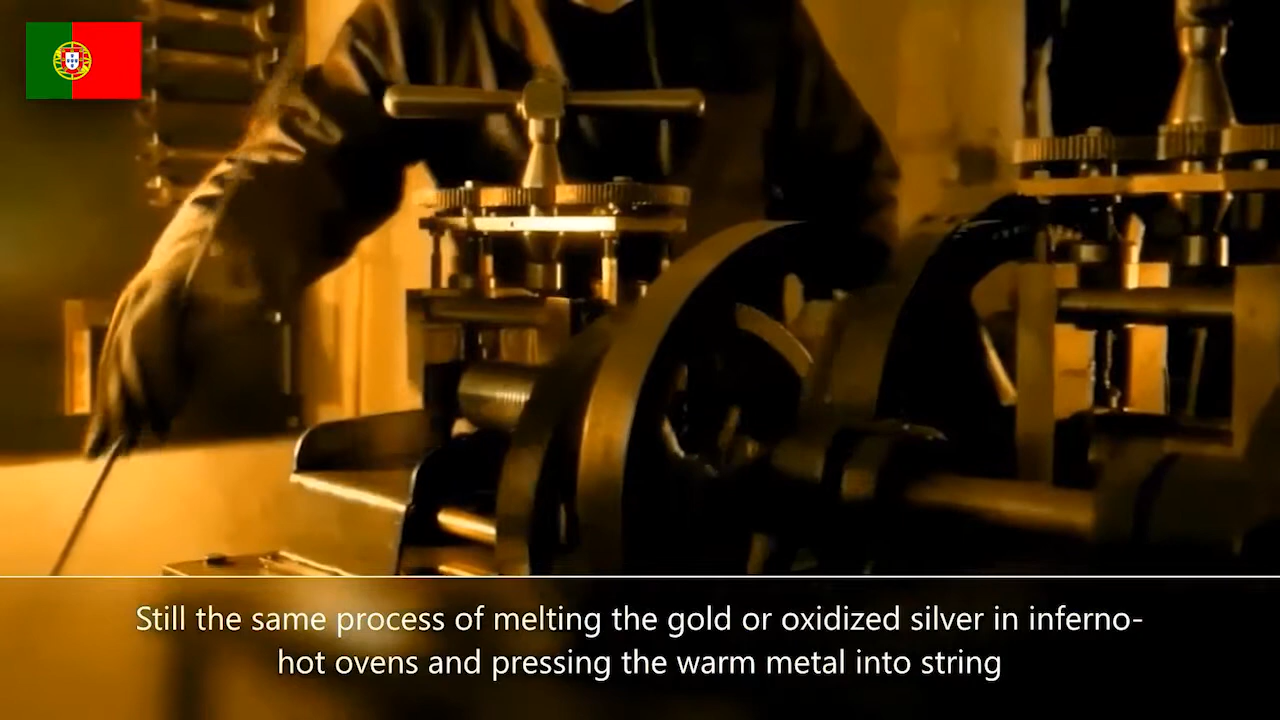 Still the same process of melting the gold or oxidized silver in inferno-
hot ovens and pressing the warm metal into string